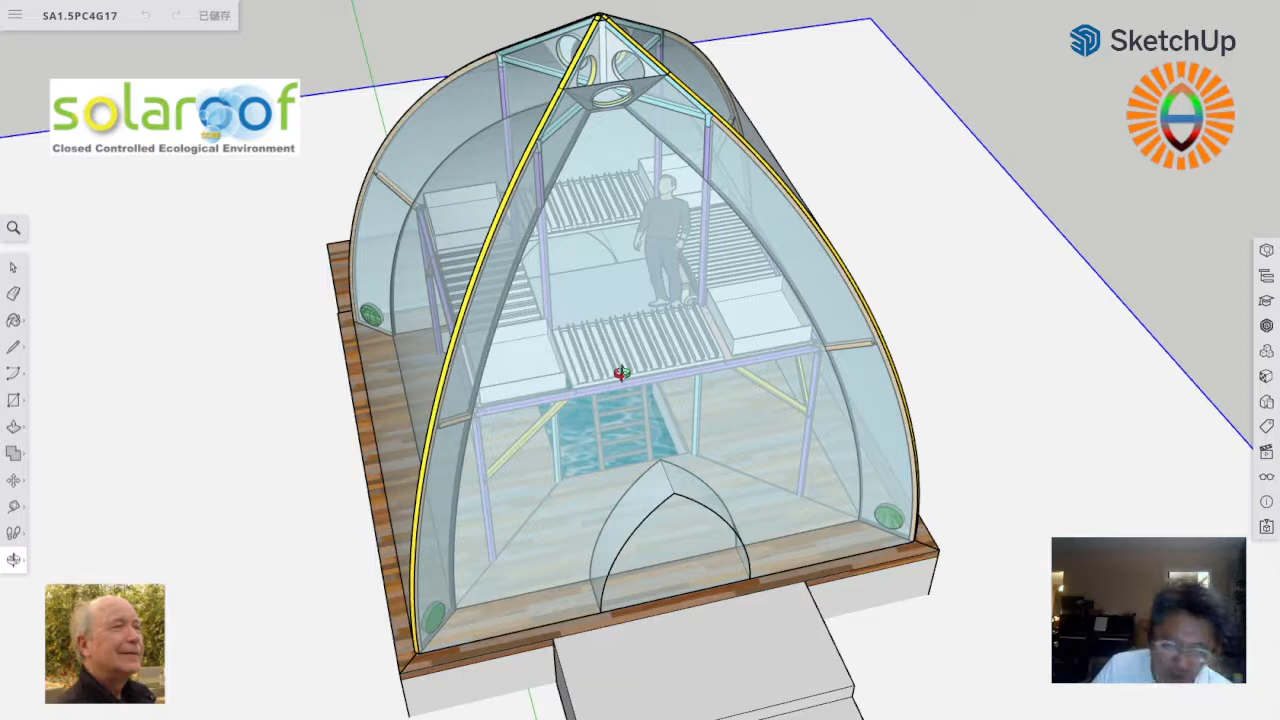 SA1.5PC4G17
已儲存
SketchUp
solaroof
Closed Controlled Ecological Environment